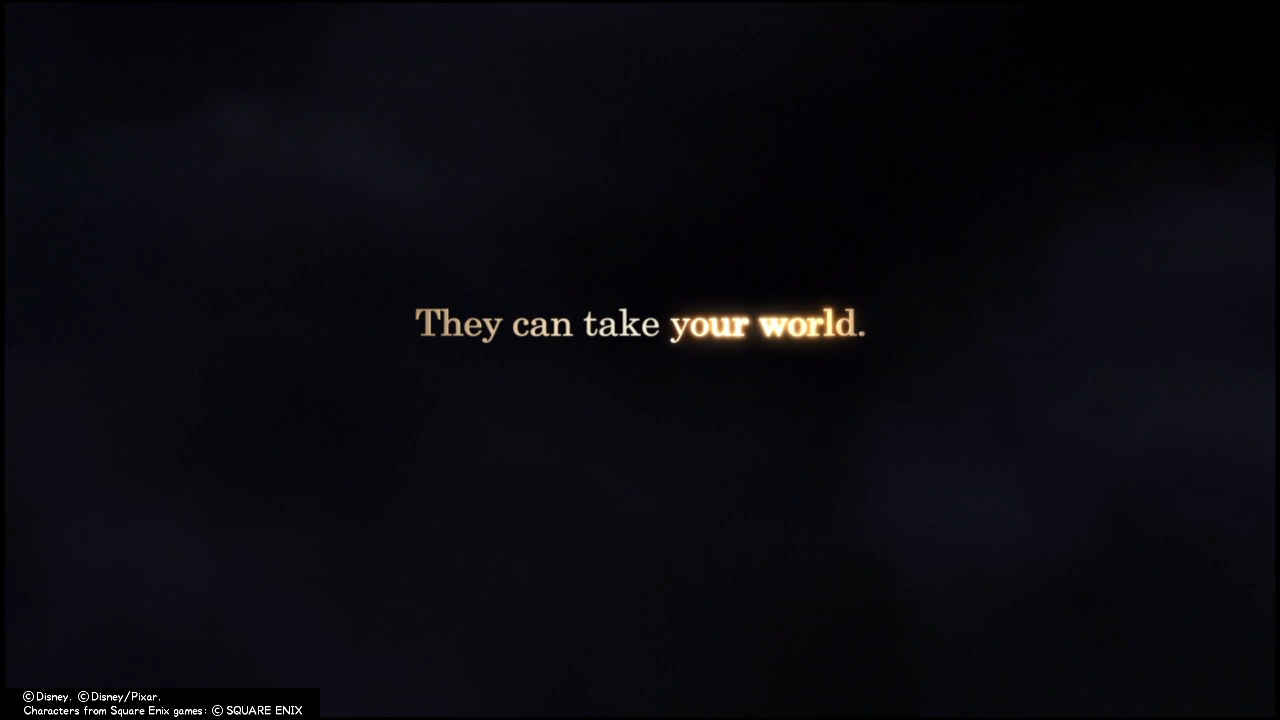 They can take your world.
©Disney. ©Disney/Pixar.
Characters from Square Enix games: © SQUARE ENIX